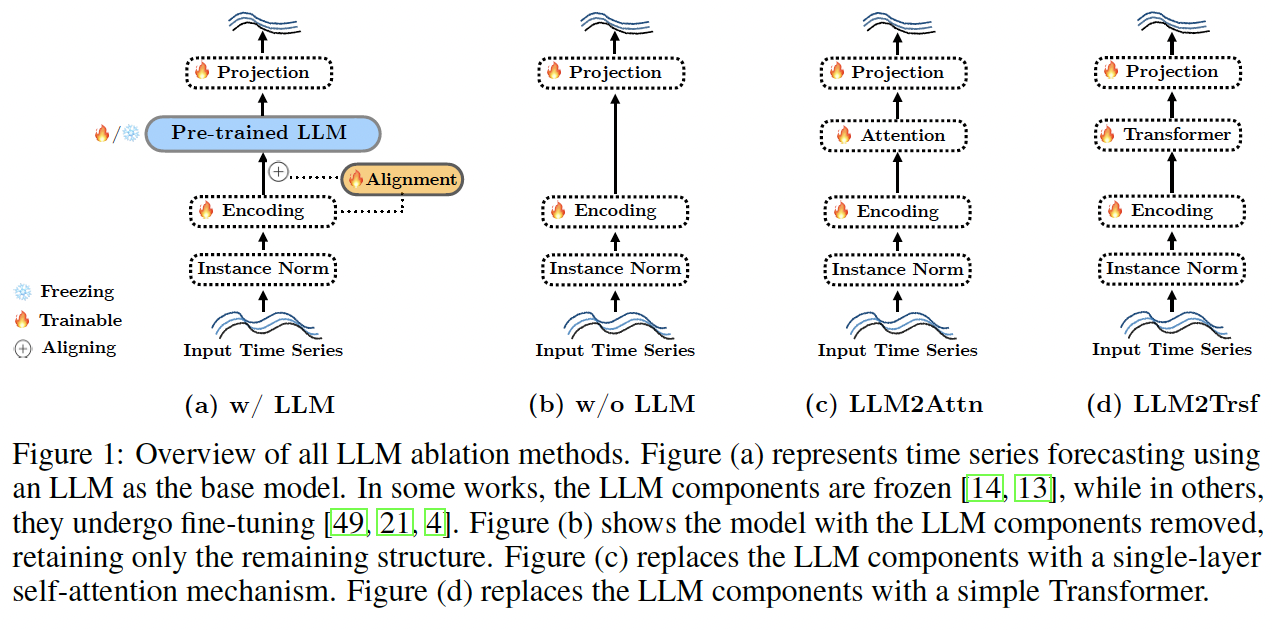 Projection
Pre-trained LLM
/
Alignment
Encoding
Instance Norm
Input Time Series
(a) w/ LLM
Freezing
Trainable
Aligning
Projection
Encoding
Instance Norm
Input Time Series
(b) w/o LLM
Projection
Attention
Encoding
Instance Norm
Input Time Series
(c) LLM2Attn
Projection
Transformer
Encoding
Instance Norm
Input Time Series
(d) LLM2Trsf
Figure 1: Overview of all LLM ablation methods. Figure (a) represents time series forecasting using
an LLM as the base model. In some works, the LLM components are frozen [14, 13], while in others,
they undergo fine-tuning [49, 21, 4]. Figure (b) shows the model with the LLM components removed,
retaining only the remaining structure. Figure (c) replaces the LLM components with a single-layer
self-attention mechanism. Figure (d) replaces the LLM components with a simple Transformer.